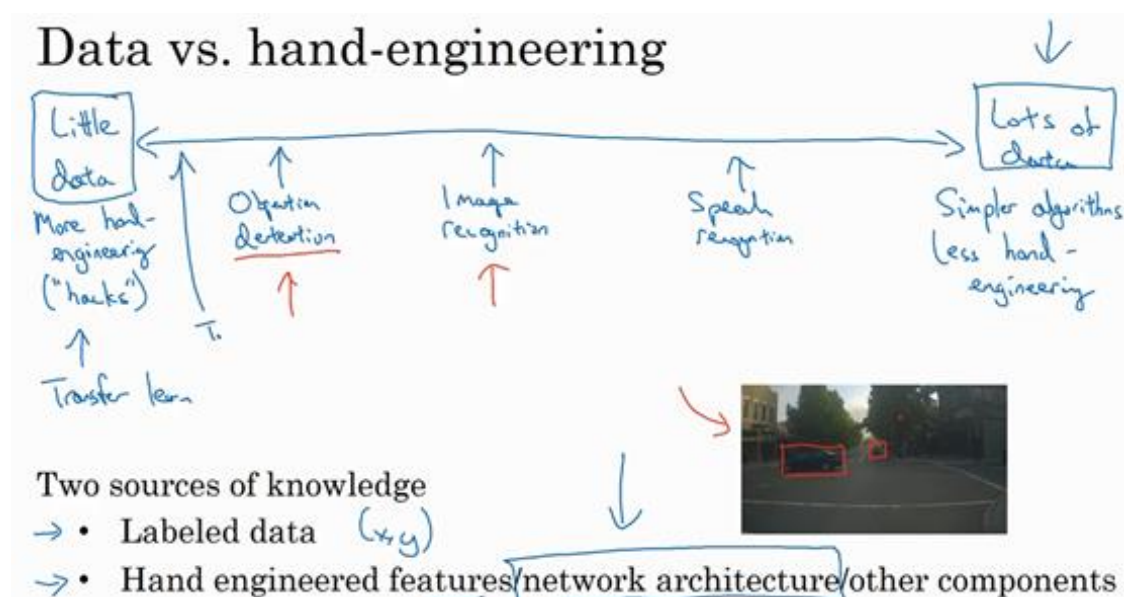 Data vs. hand-engineering
Little
data
Lots of
data
More hand-
engineering
("hacks")
detection
Image
recognition
Speech
recognition
Simpler algorithms
Less hand-
engineering
T.
Transfer learn
Two sources of knowledge
→ • Labeled data (x,y)
→ • Hand engineered features/network architecture/other components